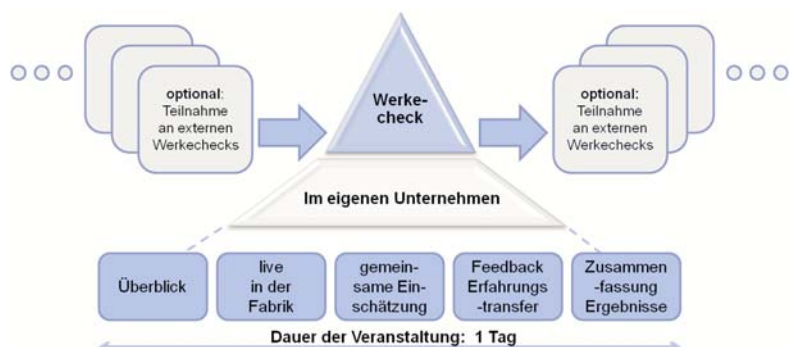 optional:
Teilnahme
an externen
Werkechecks
Werke-
check
optional:
Teilnahme
an externen
Werkechecks
Im eigenen Unternehmen
Überblick
live
in der
Fabrik
gemein-
same Ein-
schätzung
Feedback
Erfahrungs
-transfer
Zusammen
-fassung
Ergebnisse
Dauer der Veranstaltung: 1 Tag